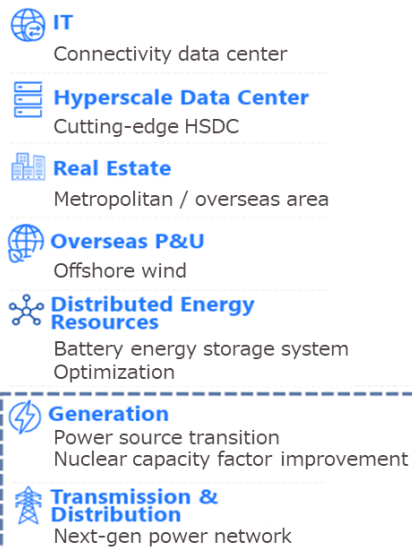 IT
Connectivity data center
Hyperscale Data Center
Cutting-edge HSDC
Real Estate
Metropolitan / overseas area
Overseas P&U
Offshore wind
Distributed Energy
Resources
Battery energy storage system
Optimization
Generation
Power source transition
Nuclear capacity factor improvement
Transmission &
Distribution
Next-gen power network